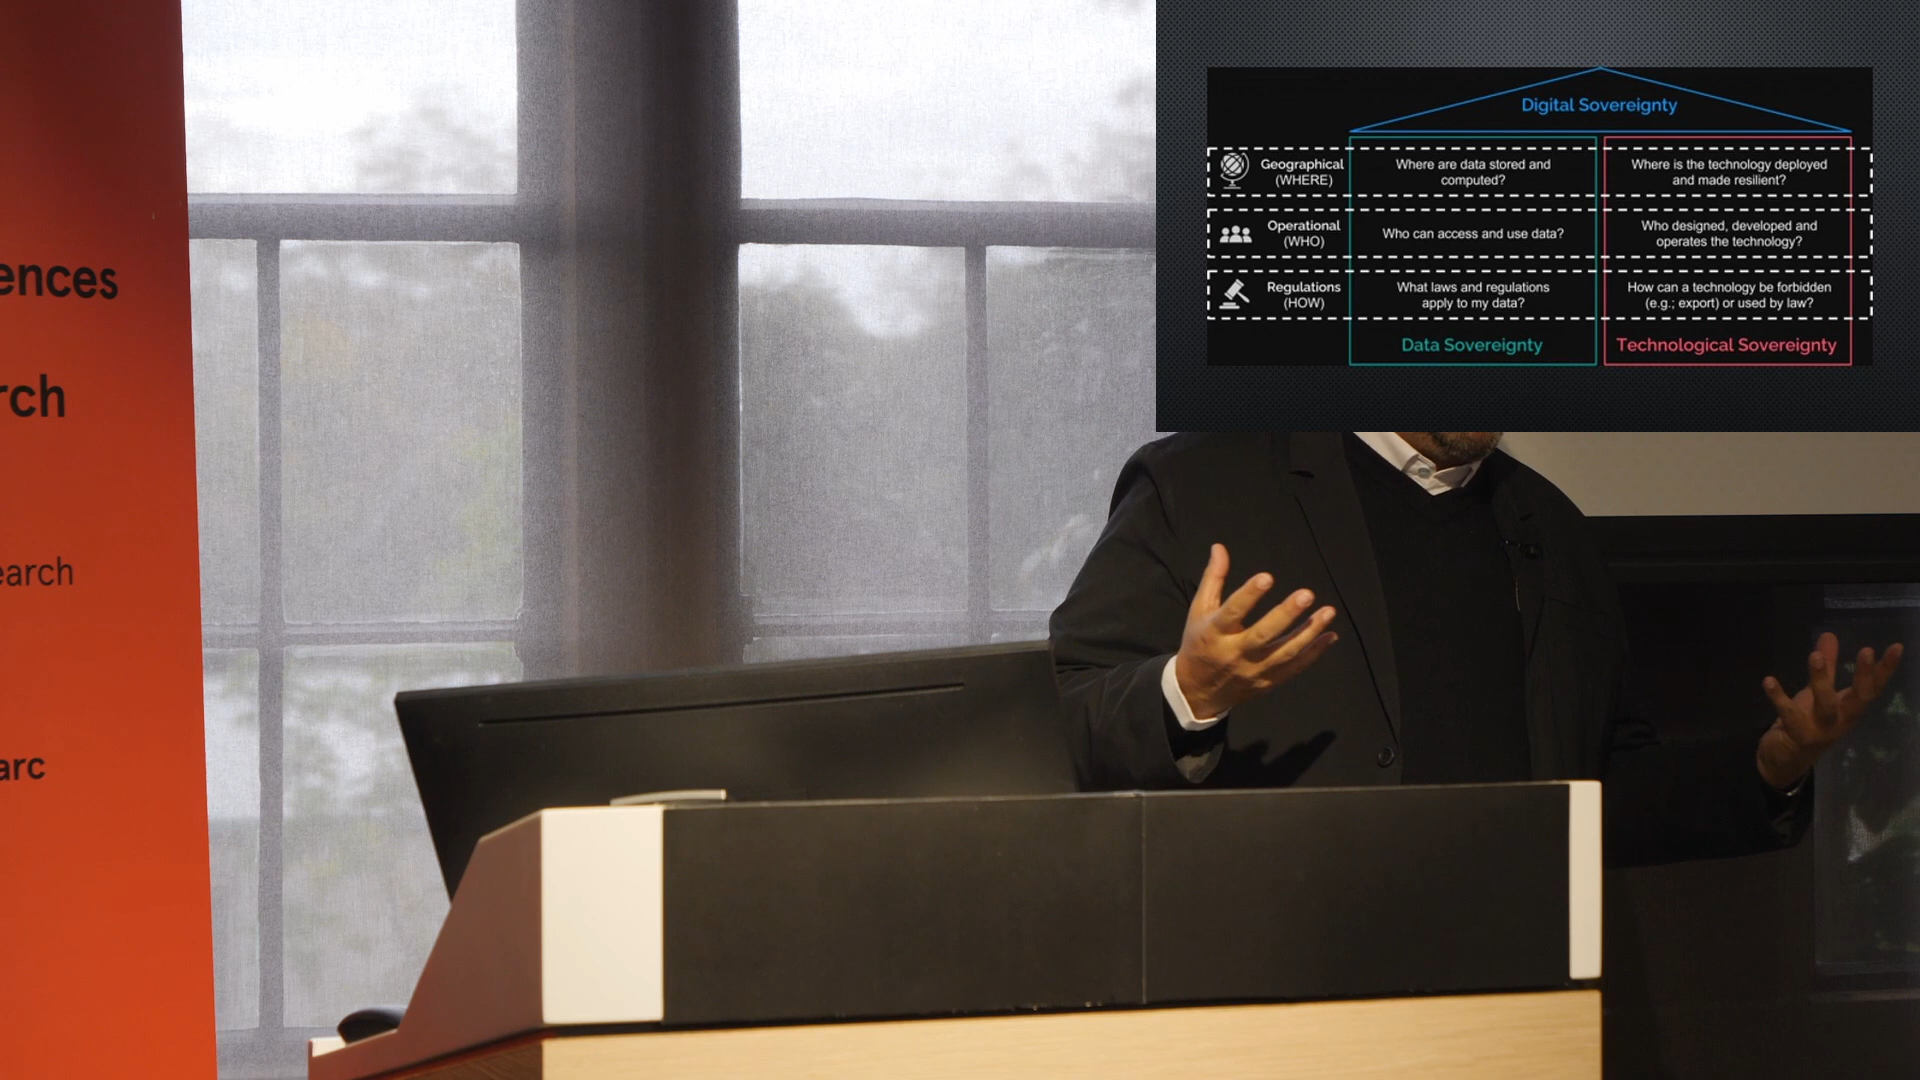 ences
rch
earch
arc
Digital Sovereignty
Geographical
(WHERE)
Where are data stored and
computed?
Where is the technology deployed
and made resilient?
Operational
(WHO)
Who can access and use data?
Who designed, developed and
operates the technology?
Regulations
(HOW)
What laws and regulations
apply to my data?
How can a technology be forbidden
(e.g.; export) or used by law?
Data Sovereignty
Technological Sovereignty